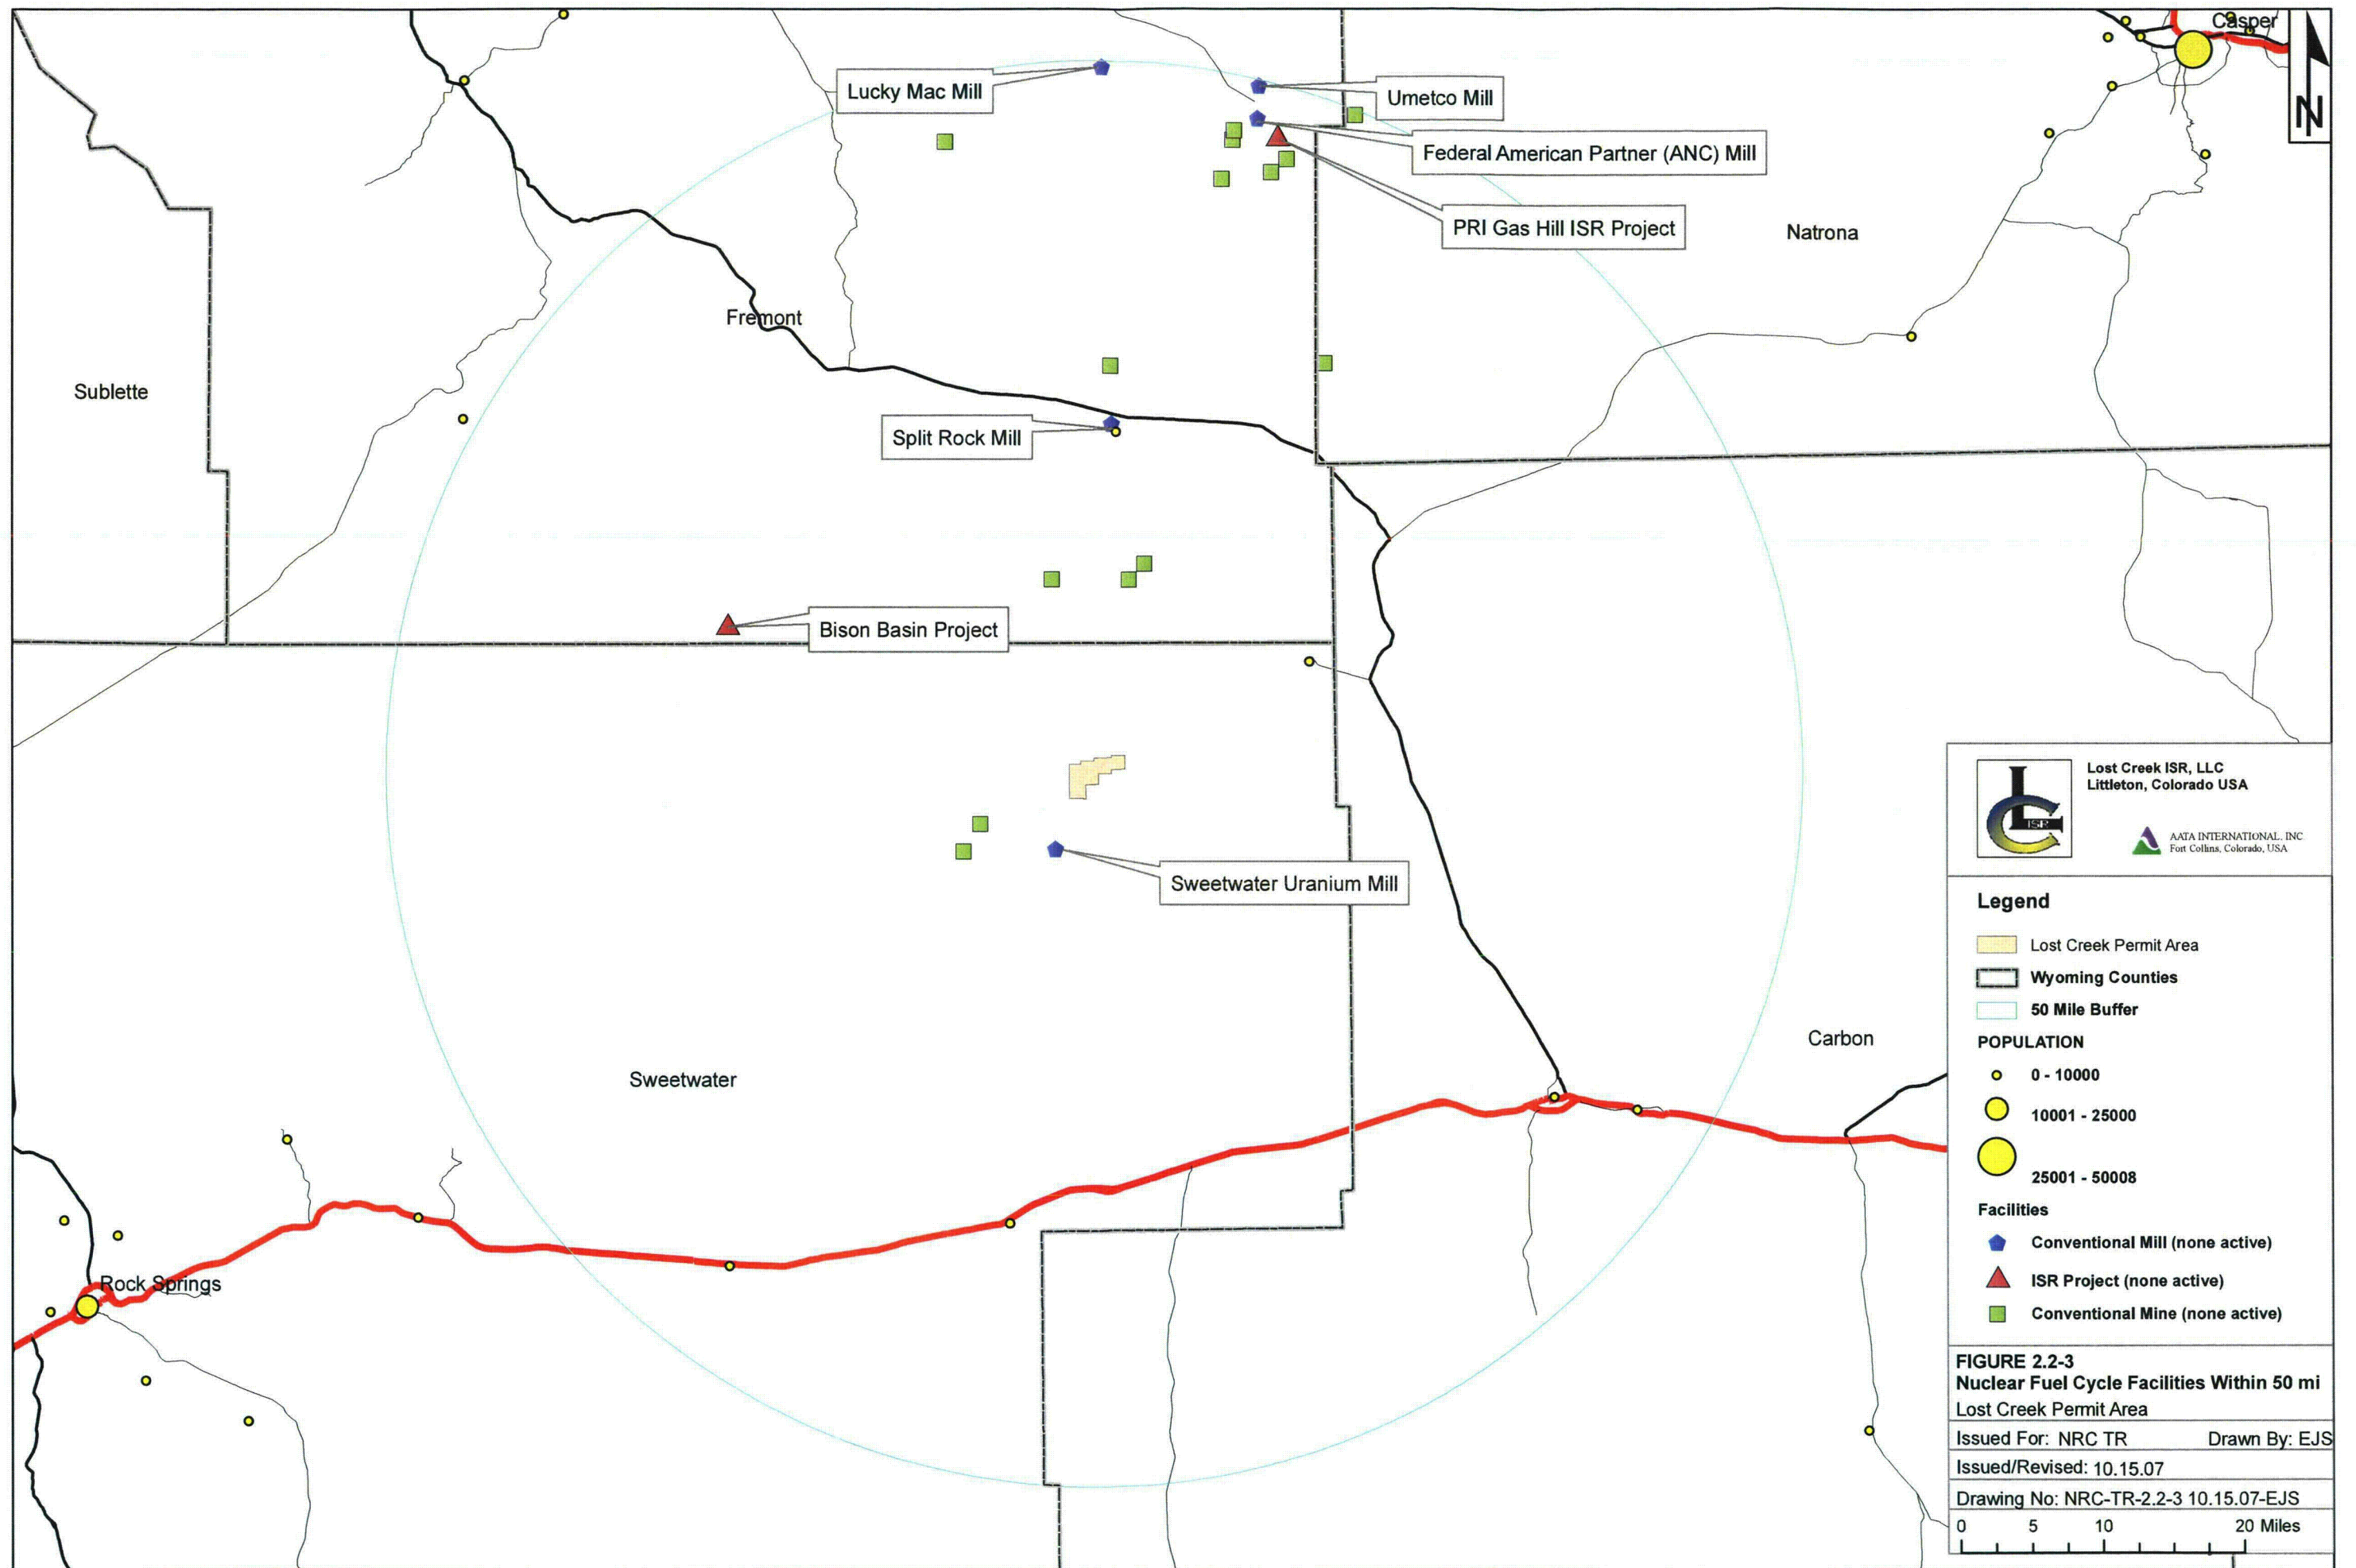 Casper
N
Lucky Mac Mill
Umetco Mill
Federal American Partner (ANC) Mill
PRI Gas Hill ISR Project
Natrona
Fremont
Sublette
Split Rock Mill
Bison Basin Project
Sweetwater Uranium Mill
Carbon
Sweetwater
Rock Springs
LC ISR
Lost Creek ISR, LLC
Littleton, Colorado USA
AATA INTERNATIONAL, INC
Fort Collins, Colorado, USA
Legend
Lost Creek Permit Area
Wyoming Counties
50 Mile Buffer
POPULATION
0 - 10000
10001 - 25000
25001 - 50008
Facilities
Conventional Mill (none active)
ISR Project (none active)
Conventional Mine (none active)
FIGURE 2.2-3
Nuclear Fuel Cycle Facilities Within 50 mi
Lost Creek Permit Area
Issued For: NRC TR Drawn By: EJS
Issued/Revised: 10.15.07
Drawing No: NRC-TR-2.2-3 10.15.07-EJS
0 5 10 20 Miles